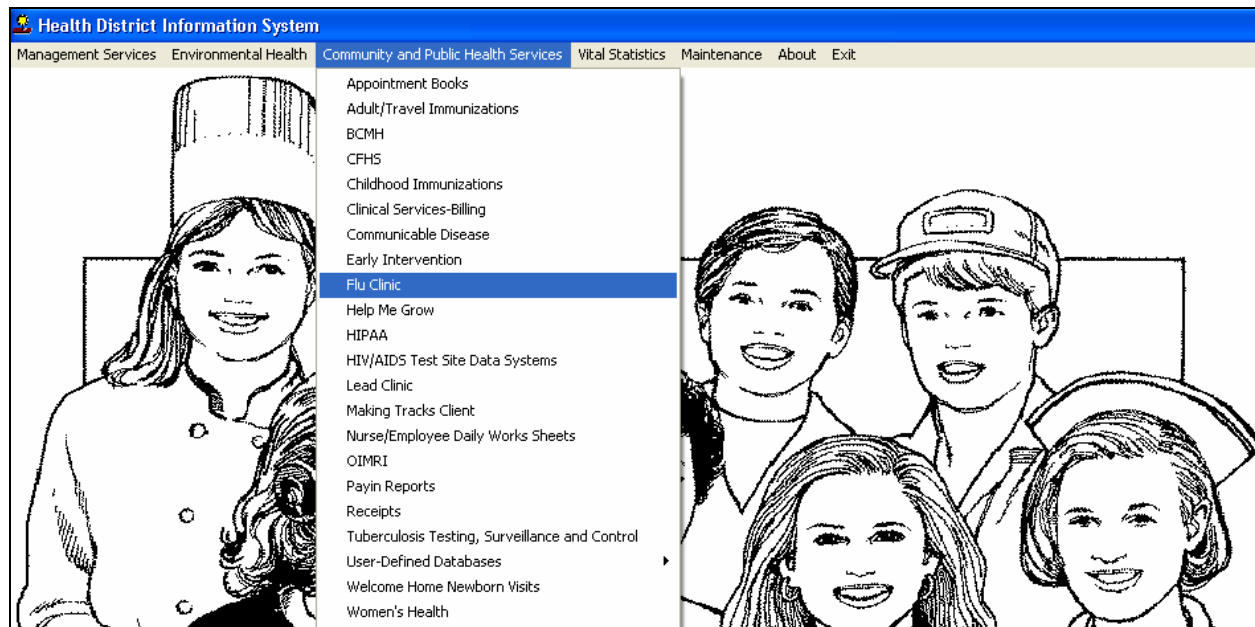 Health District Information System
Management Services Environmental Health Community and Public Health Services Vital Statistics Maintenance About Exit
Appointment Books
Adult/Travel Immunizations
BCMH
CFHS
Childhood Immunizations
Clinical Services-Billing
Communicable Disease
Early Intervention
Flu Clinic
Help Me Grow
HIPAA
HIV/AIDS Test Site Data Systems
Lead Clinic
Making Tracks Client
Nurse/Employee Daily Works Sheets
OIMRI
Payin Reports
Receipts
Tuberculosis Testing, Surveillance and Control
User-Defined Databases
Welcome Home Newborn Visits
Women's Health